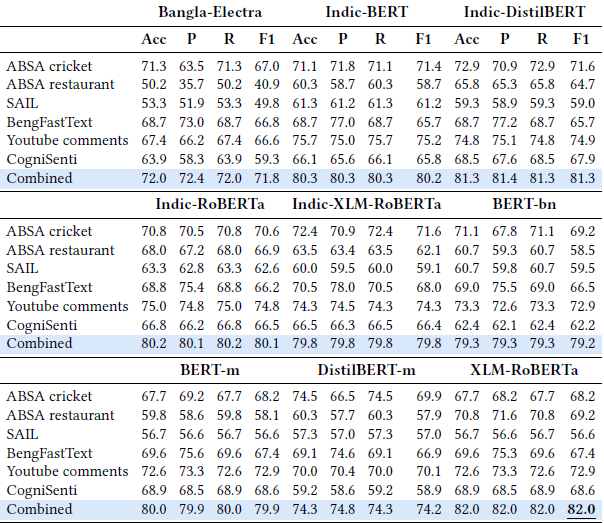 Bangla-Electra Indic-BERT Indic-DistilBERT
Acc P R F1 Acc P R F1 Acc P R F1
ABSA cricket 71.3 63.5 71.3 67.0 71.1 71.8 71.1 71.4 72.9 70.9 72.9 71.6
ABSA restaurant 50.2 35.7 50.2 40.9 60.3 58.7 60.3 58.7 65.8 65.3 65.8 64.7
SAIL 53.3 51.9 53.3 49.8 61.3 61.2 61.3 61.2 59.3 58.9 59.3 59.0
BengFastText 68.7 73.0 68.7 66.8 68.7 77.0 68.7 65.7 68.7 77.2 68.7 65.7
Youtube comments 67.4 66.2 67.4 66.6 75.7 75.0 75.7 75.2 74.8 75.1 74.8 74.9
CogniSenti 63.9 58.3 63.9 59.3 66.1 65.6 66.1 65.8 68.5 67.6 68.5 67.9
Combined 72.0 72.4 72.0 71.8 80.3 80.3 80.3 80.2 81.3 81.4 81.3 81.3
Indic-RoBERTa Indic-XLM-RoBERTa BERT-bn
ABSA cricket 70.8 70.5 70.8 70.6 72.4 70.9 72.4 71.6 71.1 67.8 71.1 69.2
ABSA restaurant 68.0 67.2 68.0 66.9 63.5 63.4 63.5 62.1 60.7 59.3 60.7 58.5
SAIL 63.3 62.8 63.3 62.6 60.0 59.5 60.0 59.1 60.7 59.8 60.7 59.5
BengFastText 68.8 75.4 68.8 66.2 70.5 78.0 70.5 68.0 69.0 75.5 69.0 66.5
Youtube comments 75.0 74.8 75.0 74.8 74.3 74.5 74.3 74.3 73.3 72.6 73.3 72.9
CogniSenti 66.8 66.2 66.8 66.5 66.5 66.3 66.5 66.4 62.4 62.1 62.4 62.2
Combined 80.2 80.1 80.2 80.1 79.8 79.8 79.8 79.8 79.3 79.3 79.3 79.2
BERT-m DistilBERT-m XLM-RoBERTa
ABSA cricket 67.7 69.2 67.7 68.2 74.5 66.5 74.5 69.9 67.7 68.2 67.7 68.2
ABSA restaurant 59.8 58.6 59.8 58.1 60.3 57.7 60.3 57.9 70.8 71.6 70.8 69.2
SAIL 56.7 56.6 56.7 56.6 57.3 57.0 57.3 57.0 56.7 56.6 56.7 56.6
BengFastText 69.6 75.6 69.6 67.4 69.1 74.6 69.1 66.9 69.6 75.3 69.6 67.4
Youtube comments 72.6 73.3 72.6 72.9 70.0 70.4 70.0 70.1 72.6 73.3 72.6 72.9
CogniSenti 68.9 68.5 68.9 68.6 59.2 58.6 59.2 58.9 68.9 68.5 68.9 68.6
Combined 80.0 79.9 80.0 79.9 74.3 74.8 74.3 74.2 82.0 82.0 82.0 82.0